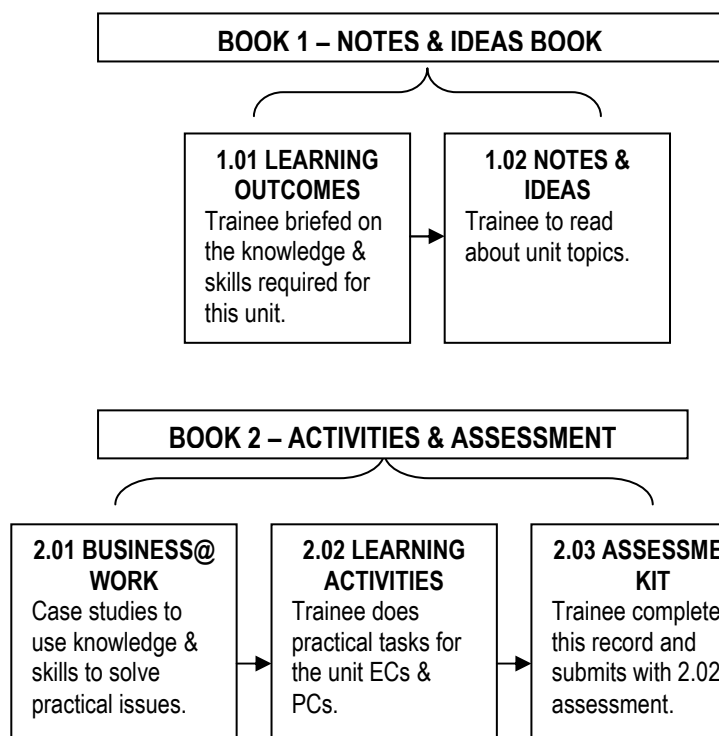 BOOK 1 – NOTES & IDEAS BOOK
1.01 LEARNING
OUTCOMES
Trainee briefed on
the knowledge &
skills required for
this unit.
1.02 NOTES &
IDEAS
Trainee to read
about unit topics.
BOOK 2 – ACTIVITIES & ASSESSMENT
2.01 BUSINESS@
WORK
Case studies to
use knowledge &
skills to solve
practical issues.
2.02 LEARNING
ACTIVITIES
Trainee does
practical tasks for
the unit ECs &
PCs.
2.03 ASSESSME
KIT
Trainee complete
this record and
submits with 2.02
assessment.